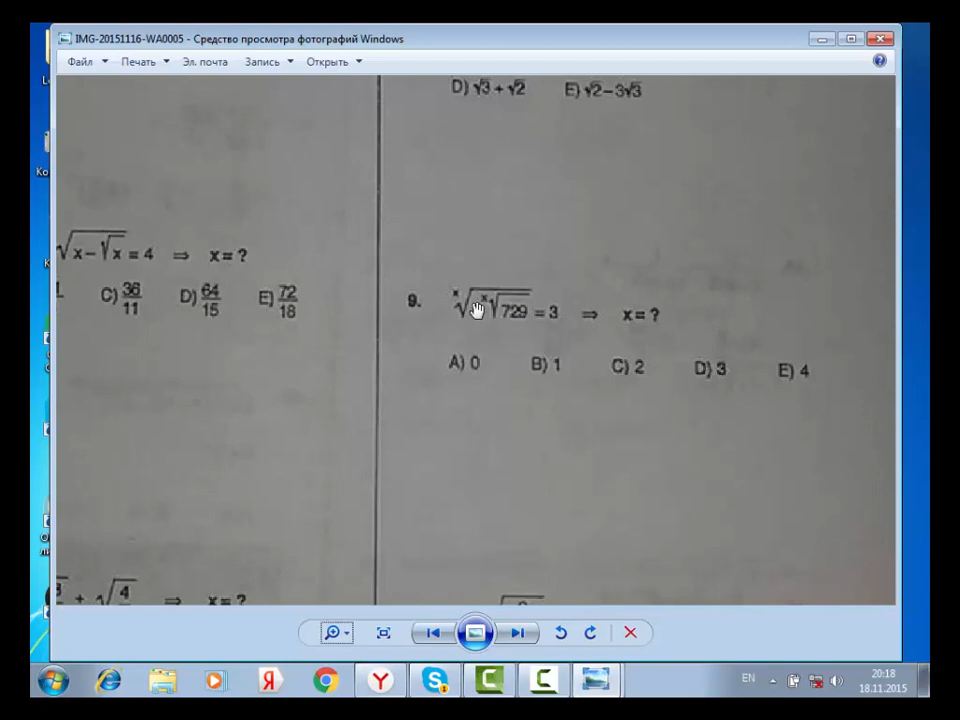 IMG-20151116-WA0005 - Средство просмотра фотографий Windows
Файл Печать Эл. почта Запись Открыть
D) √3 + √2 E) √2 – 3√3
√x – √x = 4 ⇒ x = ?
C) 36/11 D) 64/15 E) 72/18
9. x√x√729 = 3 ⇒ x = ?
A) 0 B) 1 C) 2 D) 3 E) 4
+ √4 ⇒ x = ?
EN
20:18
18.11.2015